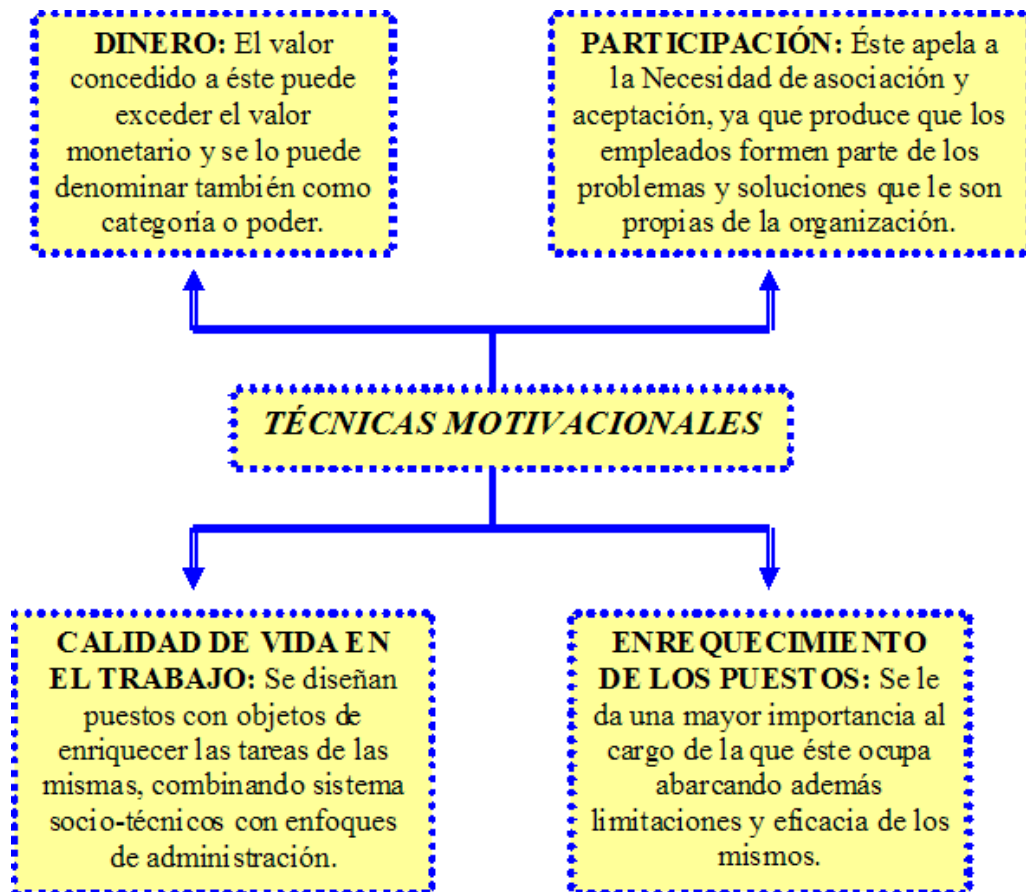 DINERO: El valor
concedido a éste puede
exceder el valor
monetario y se lo puede
denominar también como
categoría o poder.
PARTICIPACIÓN: Éste apela a
la Necesidad de asociación y
aceptación, ya que produce que los
empleados formen parte de los
problemas y soluciones que le son
propias de la organización.
TÉCNICAS MOTIVACIONALES
CALIDAD DE VIDA EN
EL TRABAJO: Se diseñan
puestos con objetos de
enriquecer las tareas de las
mismas, combinando sistema
socio-técnicos con enfoques
de administración.
ENREQUECIMIENTO
DE LOS PUESTOS: Se le
da una mayor importancia al
cargo de la que éste ocupa
abarcando además
limitaciones y eficacia de los
mismos.